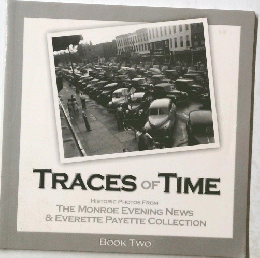 TRACES OF TIME
HISTORIC PHOTOS FROM
THE MONROE EVENING NEWS
& EVERETTE PAYETTE COLLECTION
BOOK TWO